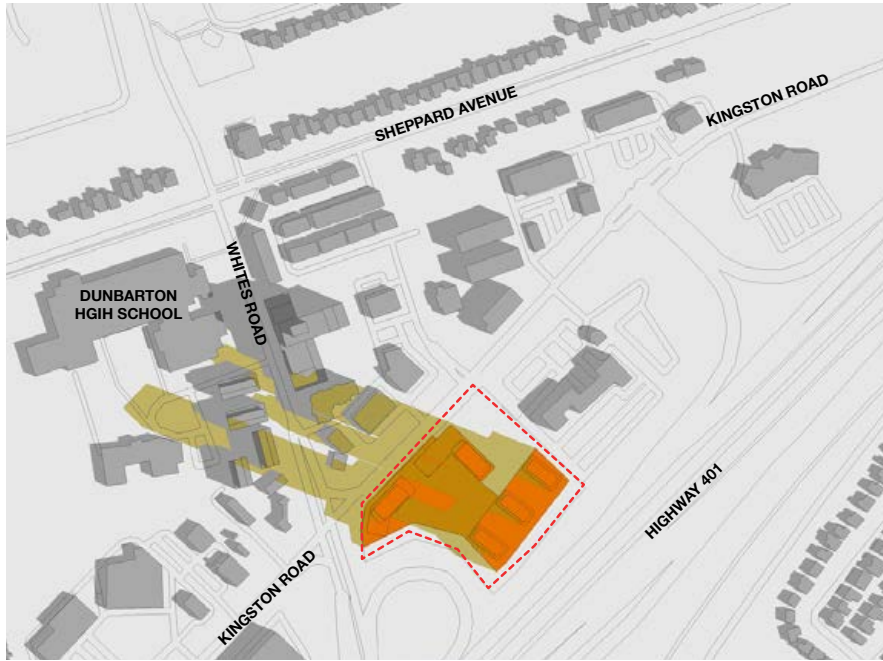 SHEPPARD AVENUE
KINGSTON ROAD
WHITES ROAD
DUNBARTON
HGIH SCHOOL
HIGHWAY 401
KINGSTON ROAD